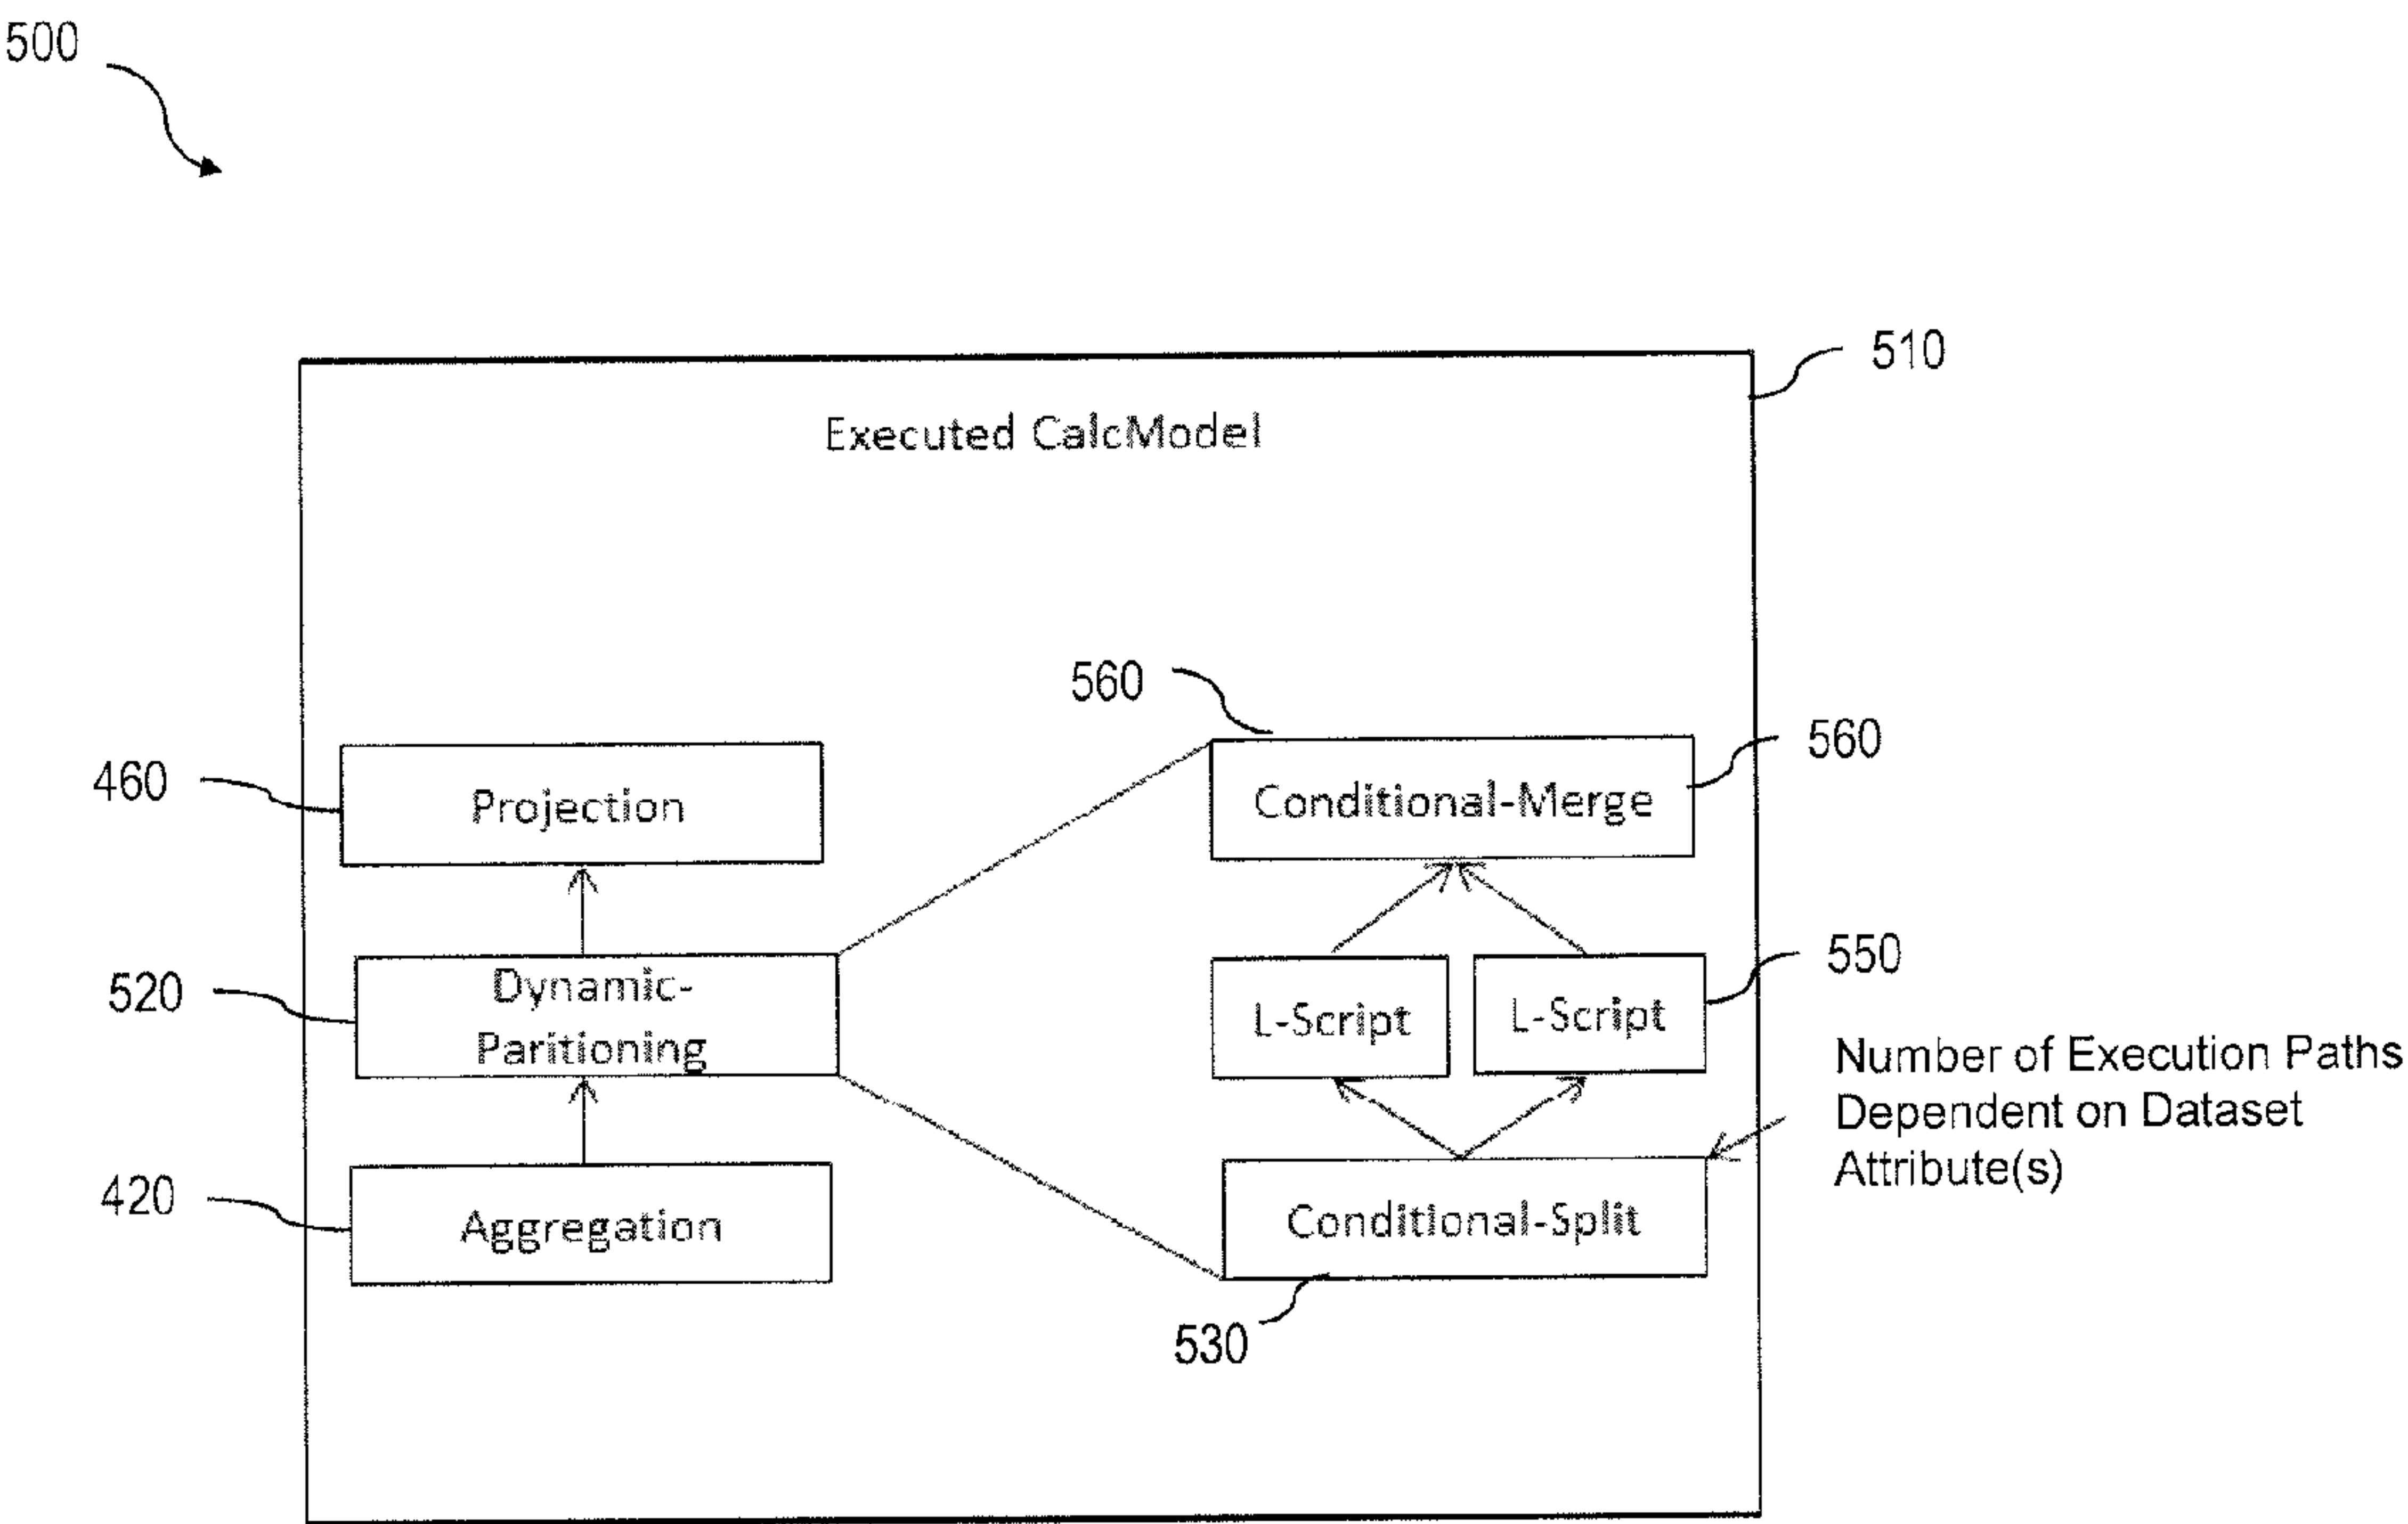 500
510
Executed CalcModel
560
560
460
Projection
Conditional-Merge
520
Dynamic-
Paritioning
L-Script
L-Script
550
Number of Execution Paths
Dependent on Dataset
Attribute(s)
420
Aggregation
Conditional-Split
530